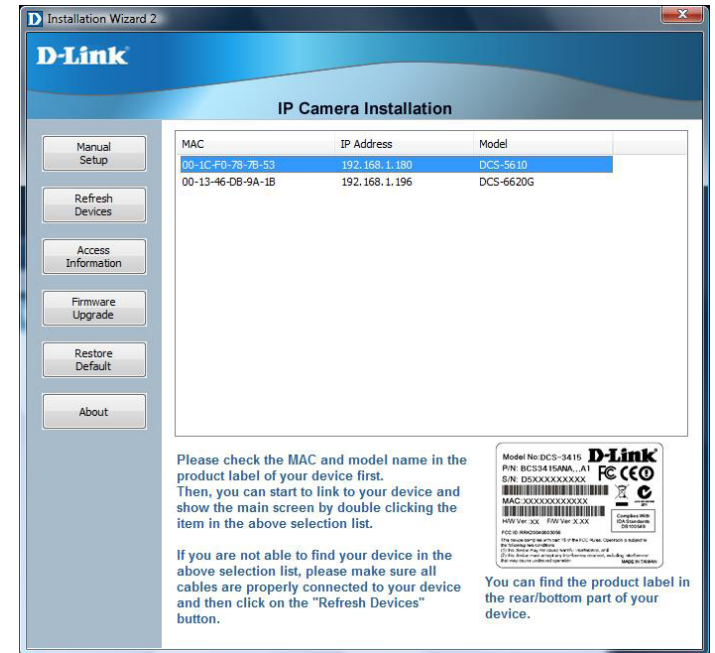 Installation Wizard 2
D-Link
IP Camera Installation
Manual
Setup
Refresh
Devices
Access
Information
Firmware
Upgrade
Restore
Default
About
MAC IP Address Model
00-1C-F0-78-7B-53 192.168.1.180 DCS-5610
00-13-46-DB-9A-1B 192.168.1.196 DCS-6620G
Please check the MAC and model name in the
product label of your device first.
Then, you can start to link to your device and
show the main screen by double clicking the
item in the above selection list.
If you are not able to find your device in the
above selection list, please make sure all
cables are properly connected to your device
and then click on the "Refresh Devices"
button.
Model No:DCS-3415 D-Link
P/N: BCS3415ANA...A1
S/N: D5XXXXXXXXX
MAC:XXXXXXXXXXXX
H/W Ver.:XX F/W Ver:X.XX
Complies With
IDA Standards
MADE IN TAIWAN
You can find the product label in
the rear/bottom part of your
device.